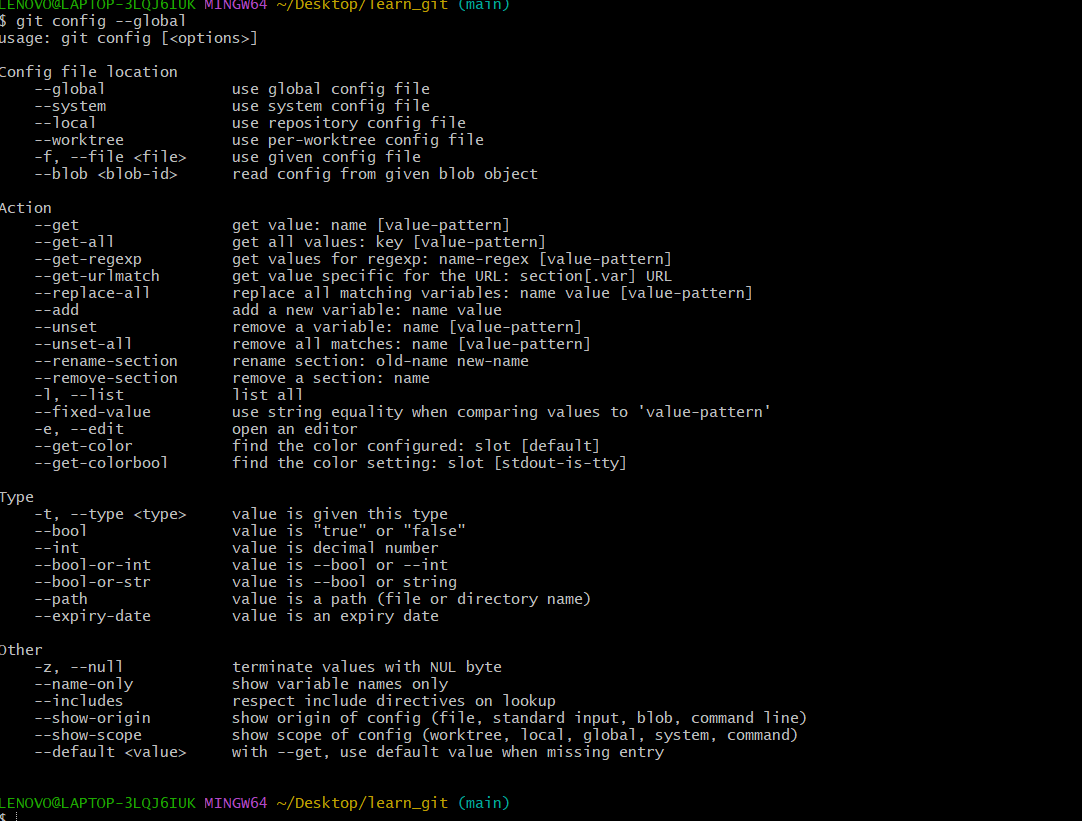 LENOVO@LAPTOP-3LQJ6IUK MINGW64 ~/Desktop/learn_git (main)
$ git config --global
usage: git config [<options>]

Config file location
    --global              use global config file
    --system              use system config file
    --local               use repository config file
    --worktree            use per-worktree config file
    -f, --file <file>     use given config file
    --blob <blob-id>      read config from given blob object

Action
    --get                 get value: name [value-pattern]
    --get-all             get all values: key [value-pattern]
    --get-regexp          get values for regexp: name-regex [value-pattern]
    --get-urlmatch        get value specific for the URL: section[.var] URL
    --replace-all         replace all matching variables: name value [value-pattern]
    --add                 add a new variable: name value
    --unset               remove a variable: name [value-pattern]
    --unset-all           remove all matches: name [value-pattern]
    --rename-section      rename section: old-name new-name
    --remove-section      remove a section: name
    -l, --list            list all
    --fixed-value         use string equality when comparing values to 'value-pattern'
    -e, --edit            open an editor
    --get-color           find the color configured: slot [default]
    --get-colorbool       find the color setting: slot [stdout-is-tty]

Type
    -t, --type <type>     value is given this type
    --bool                value is "true" or "false"
    --int                 value is decimal number
    --bool-or-int         value is --bool or --int
    --bool-or-str         value is --bool or string
    --path                value is a path (file or directory name)
    --expiry-date         value is an expiry date

Other
    -z, --null            terminate values with NUL byte
    --name-only           show variable names only
    --includes            respect include directives on lookup
    --show-origin         show origin of config (file, standard input, blob, command line)
    --show-scope          show scope of config (worktree, local, global, system, command)
    --default <value>     with --get, use default value when missing entry

LENOVO@LAPTOP-3LQJ6IUK MINGW64 ~/Desktop/learn_git (main)
$